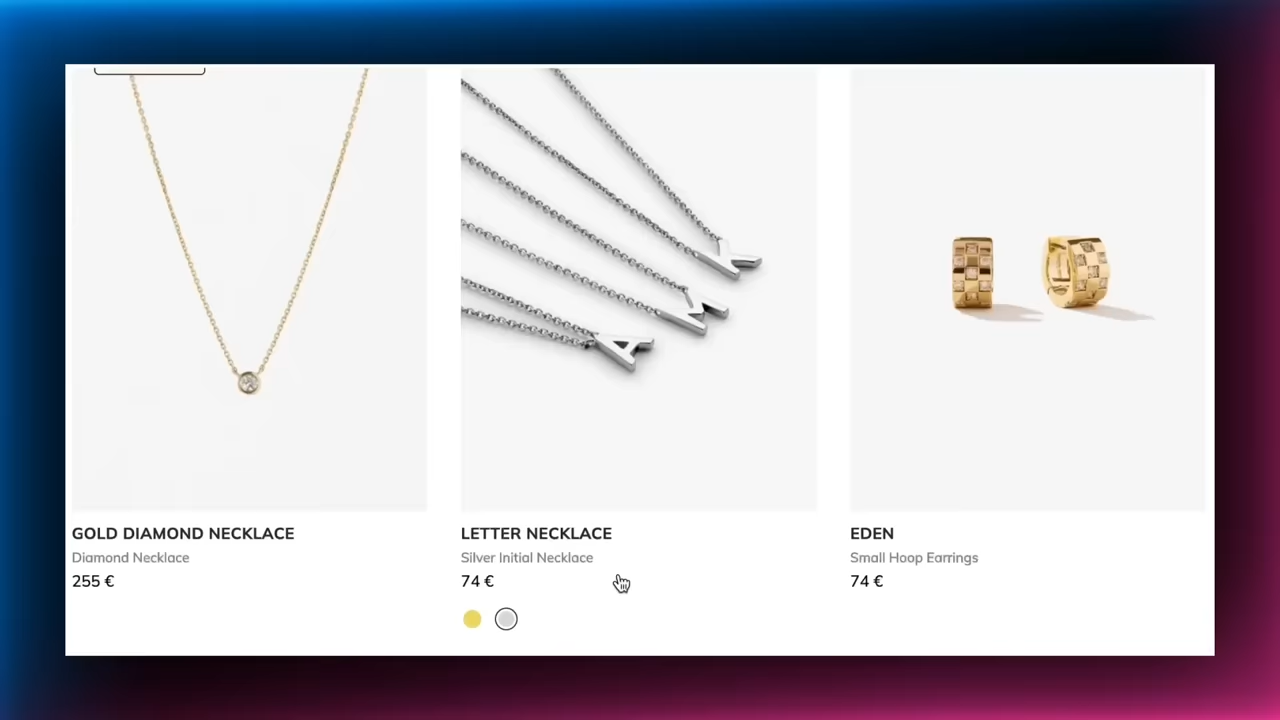 GOLD DIAMOND NECKLACE
Diamond Necklace
255 €
LETTER NECKLACE
Silver Initial Necklace
74 €
EDEN
Small Hoop Earrings
74 €
K
M
A